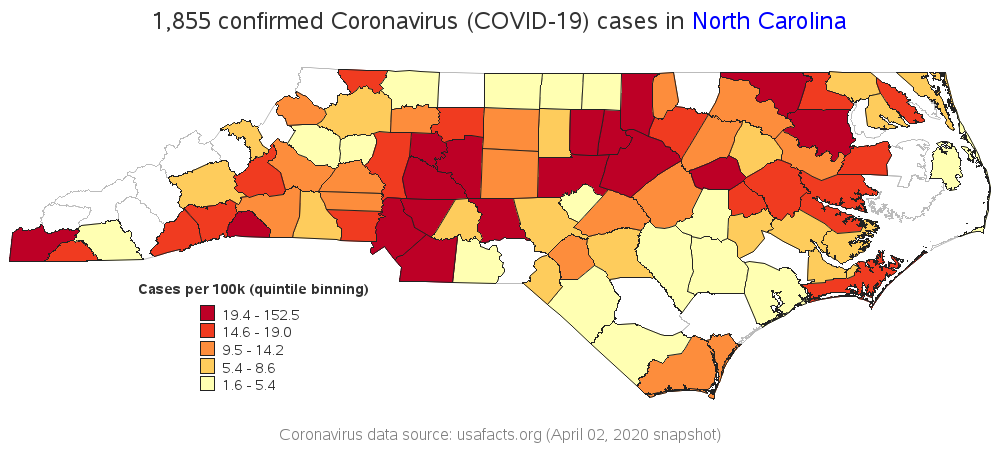 1,855 confirmed Coronavirus (COVID-19) cases in North Carolina
Cases per 100k (quintile binning)
19.4 - 152.5
14.6 - 19.0
9.5 - 14.2
5.4 - 8.6
1.6 - 5.4
Coronavirus data source: usafacts.org (April 02, 2020 snapshot)